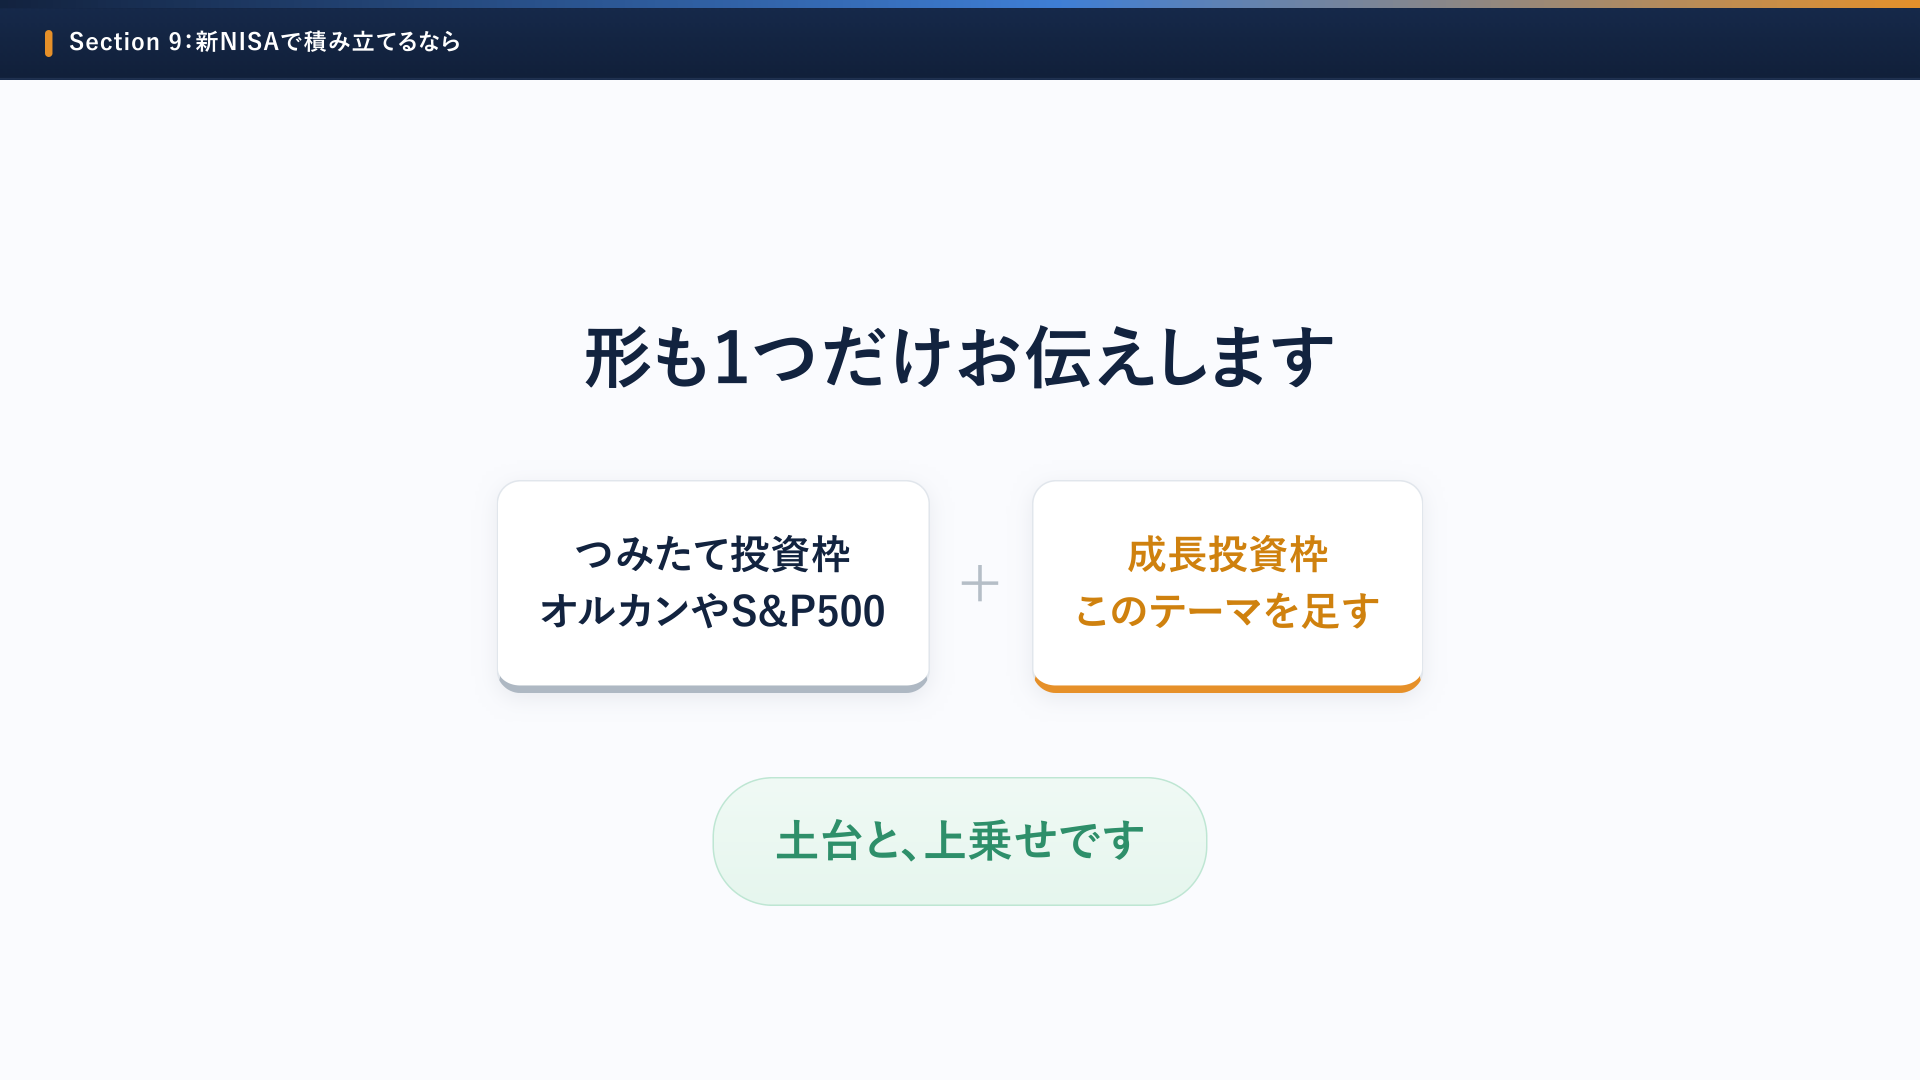 Section 9：新NISAで積み立てるなら
形も1つだけお伝えします
つみたて投資枠
オルカンやS&P500
＋
成長投資枠
このテーマを足す
土台と、上乗せです